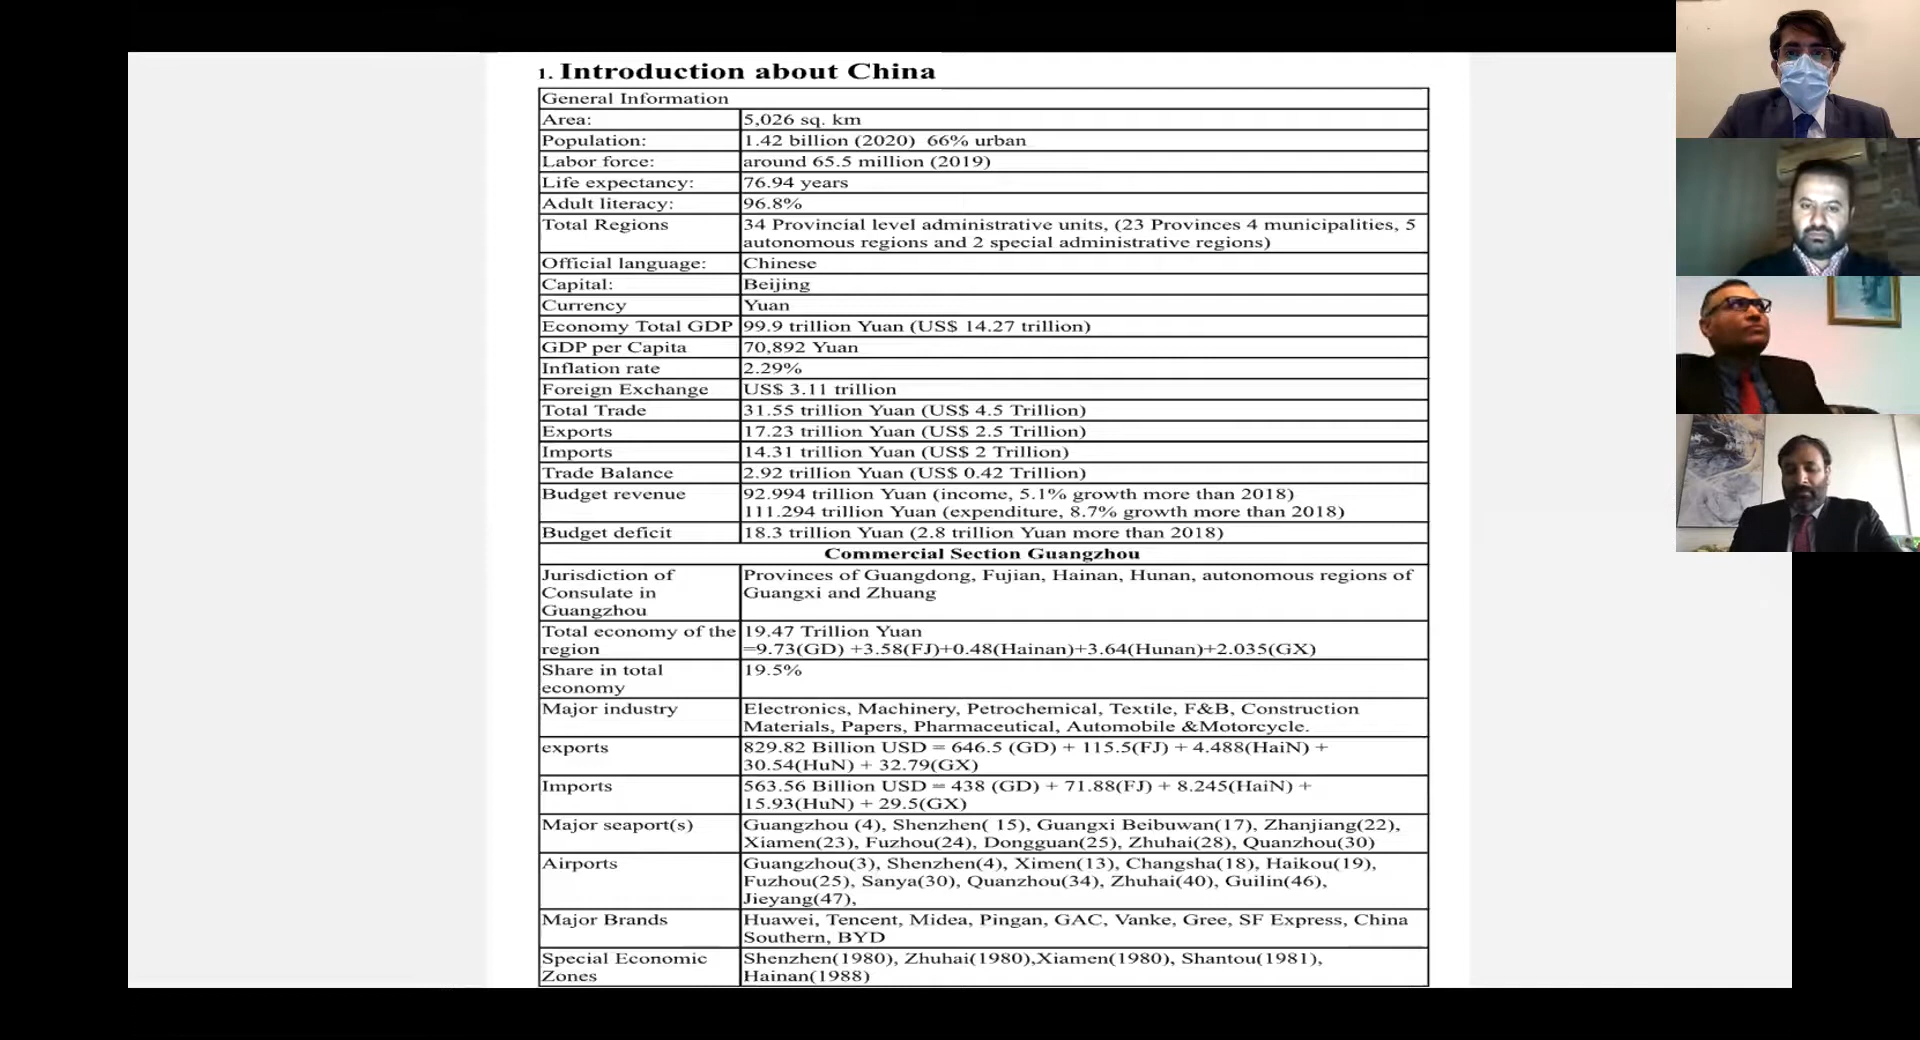 1. Introduction about China
General Information
Area: 5,026 sq. km
Population: 1.42 billion (2020) 66% urban
Labor force: around 65.5 million (2019)
Life expectancy: 76.94 years
Adult literacy: 96.8%
Total Regions 34 Provincial level administrative units, (23 Provinces 4 municipalities, 5
autonomous regions and 2 special administrative regions)
Official language: Chinese
Capital: Beijing
Currency Yuan
Economy Total GDP 99.9 trillion Yuan (US$ 14.27 trillion)
GDP per Capita 70,892 Yuan
Inflation rate 2.29%
Foreign Exchange US$ 3.11 trillion
Total Trade 31.55 trillion Yuan (US$ 4.5 Trillion)
Exports 17.23 trillion Yuan (US$ 2.5 Trillion)
Imports 14.31 trillion Yuan (US$ 2 Trillion)
Trade Balance 2.92 trillion Yuan (US$ 0.42 Trillion)
Budget revenue 92.994 trillion Yuan (income, 5.1% growth more than 2018)
111.294 trillion Yuan (expenditure, 8.7% growth more than 2018)
Budget deficit 18.3 trillion Yuan (2.8 trillion Yuan more than 2018)
Commercial Section Guangzhou
Jurisdiction of
Consulate in
Guangzhou
Provinces of Guangdong, Fujian, Hainan, Hunan, autonomous regions of
Guangxi and Zhuang
Total economy of the
region
19.47 Trillion Yuan
=9.73(GD) +3.58(FJ)+0.48(Hainan)+3.64(Hunan)+2.035(GX)
Share in total
economy
19.5%
Major industry
Electronics, Machinery, Petrochemical, Textile, F&B, Construction
Materials, Papers, Pharmaceutical, Automobile &Motorcycle.
exports
829.82 Billion USD = 646.5 (GD) + 115.5(FJ) + 4.488(HaiN) +
30.54(HuN) + 32.79(GX)
Imports
563.56 Billion USD = 438 (GD) + 71.88(FJ) + 8.245(HaiN) +
15.93(HuN) + 29.5(GX)
Major seaport(s)
Guangzhou (4), Shenzhen( 15), Guangxi Beibuwan(17), Zhanjiang(22),
Xiamen(23), Fuzhou(24), Dongguan(25), Zhuhai(28), Quanzhou(30)
Airports
Guangzhou(3), Shenzhen(4), Ximen(13), Changsha(18), Haikou(19),
Fuzhou(25), Sanya(30), Quanzhou(34), Zhuhai(40), Guilin(46),
Jieyang(47),
Major Brands
Huawei, Tencent, Midea, Pingan, GAC, Vanke, Gree, SF Express, China
Southern, BYD
Special Economic
Zones
Shenzhen(1980), Zhuhai(1980),Xiamen(1980), Shantou(1981),
Hainan(1988)